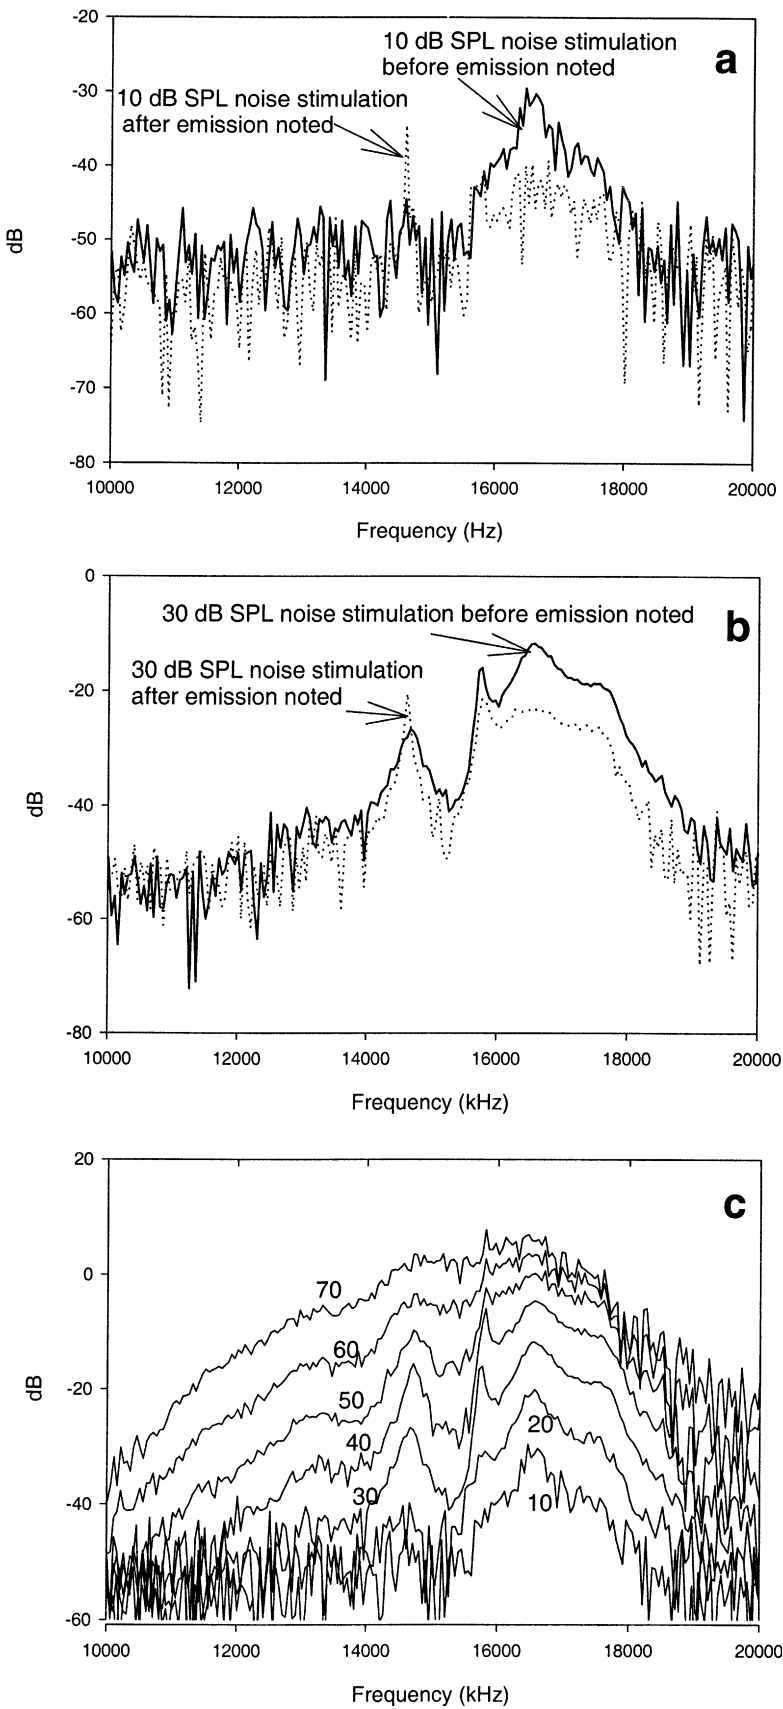 -20
a
10 dB SPL noise stimulation
before emission noted
-30
10 dB SPL noise stimulation
after emission noted
-40
dB
-50
-60
-70
-80
10000 12000 14000 16000 18000 20000
Frequency (Hz)
0
b
30 dB SPL noise stimulation before emission noted
30 dB SPL noise stimulation
after emission noted
-20
dB
-40
-60
-80
10000 12000 14000 16000 18000 20000
Frequency (kHz)
20
c
0
70
60
dB
-20
50
20
40
30
10
-40
-60
10000 12000 14000 16000 18000 20000
Frequency (kHz)